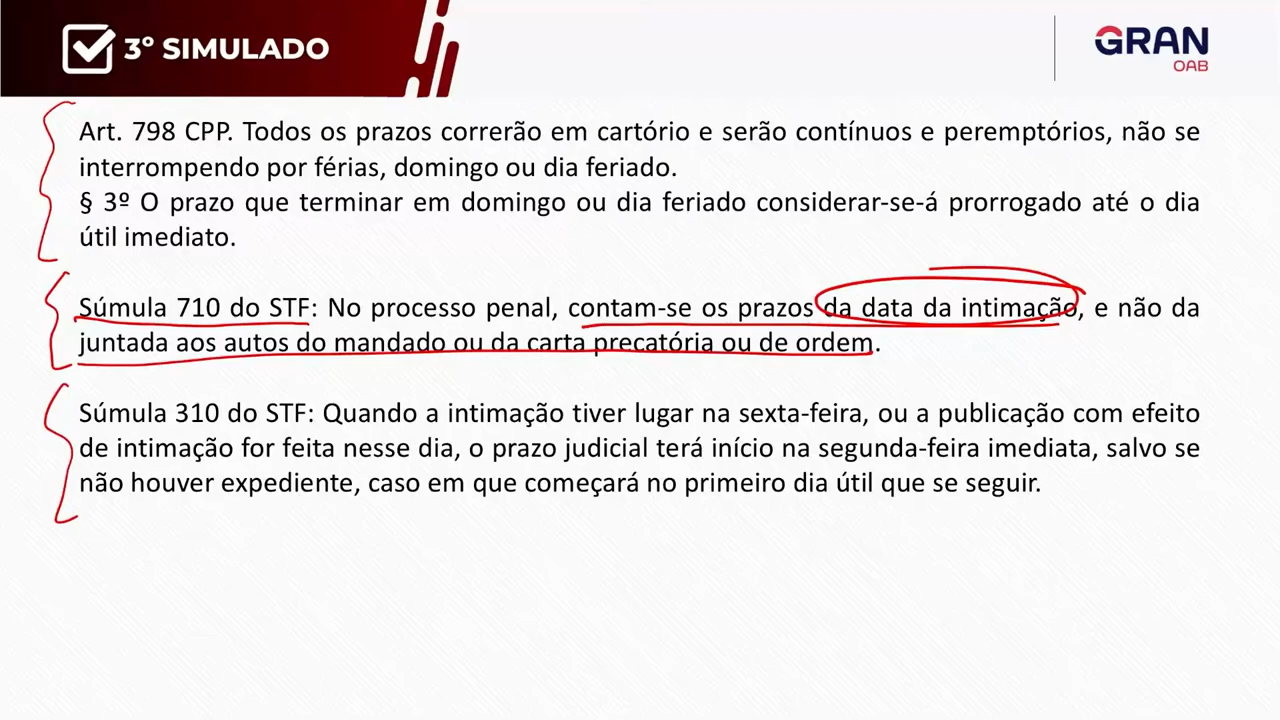 3º SIMULADO
GRAN
OAB
Art. 798 CPP. Todos os prazos correrão em cartório e serão contínuos e peremptórios, não se
interrompendo por férias, domingo ou dia feriado.
§ 3º O prazo que terminar em domingo ou dia feriado considerar-se-á prorrogado até o dia
útil imediato.
Súmula 710 do STF: No processo penal, contam-se os prazos da data da intimação, e não da
juntada aos autos do mandado ou da carta precatória ou de ordem.
Súmula 310 do STF: Quando a intimação tiver lugar na sexta-feira, ou a publicação com efeito
de intimação for feita nesse dia, o prazo judicial terá início na segunda-feira imediata, salvo se
não houver expediente, caso em que começará no primeiro dia útil que se seguir.